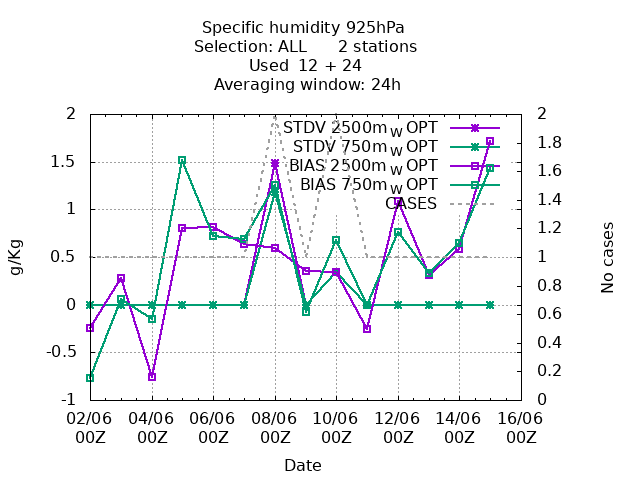 Specific humidity 925hPa
Selection: ALL      2 stations
Used  12 + 24
Averaging window: 24h
STDV 2500m_W OPT
STDV 750m_W OPT
BIAS 2500m_W OPT
BIAS 750m_W OPT
CASES
2
1.5
1
0.5
0
-0.5
-1
g/Kg
2
1.8
1.6
1.4
1.2
1
0.8
0.6
0.4
0.2
0
No cases
02/06 04/06 06/06 08/06 10/06 12/06 14/06 16/06
00Z 00Z 00Z 00Z 00Z 00Z 00Z 00Z
Date